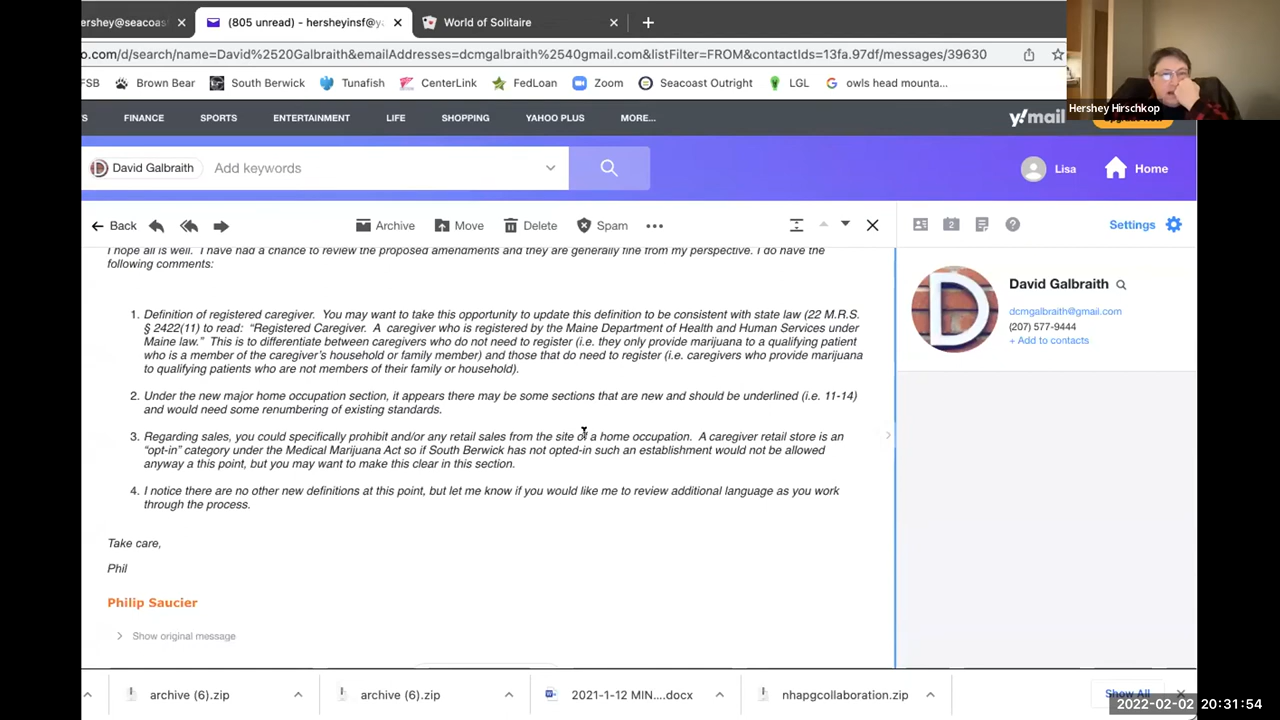 ershey@seacoas
(805 unread) - hersheyinsf@y
World of Solitaire
o.com/d/search/name=David%2520Galbraith&emailAddresses=dcmgalbraith%2540gmail.com&listFilter=FROM&contactIds=13fa.97df/messages/39630
FSB Brown Bear South Berwick Tunafish CenterLink FedLoan Zoom Seacoast Outright LGL owls head mounta...
Hershey Hirschkop
S FINANCE SPORTS ENTERTAINMENT LIFE SHOPPING YAHOO PLUS MORE...
y!mail
David Galbraith Add keywords
Lisa Home
Back Archive Move Delete Spam
2
Settings
I hope all is well. I have had a chance to review the proposed amendments and they are generally fine from my perspective. I do have the
following comments:
1. Definition of registered caregiver. You may want to take this opportunity to update this definition to be consistent with state law (22 M.R.S.
§ 2422(11) to read: “Registered Caregiver. A caregiver who is registered by the Maine Department of Health and Human Services under
Maine law.” This is to differentiate between caregivers who do not need to register (i.e. they only provide marijuana to a qualifying patient
who is a member of the caregiver’s household or family member) and those that do need to register (i.e. caregivers who provide marijuana
to qualifying patients who are not members of their family or household).
2. Under the new major home occupation section, it appears there may be some sections that are new and should be underlined (i.e. 11-14)
and would need some renumbering of existing standards.
3. Regarding sales, you could specifically prohibit and/or any retail sales from the site of a home occupation. A caregiver retail store is an
“opt-in” category under the Medical Marijuana Act so if South Berwick has not opted-in such an establishment would not be allowed
anyway a this point, but you may want to make this clear in this section.
4. I notice there are no other new definitions at this point, but let me know if you would like me to review additional language as you work
through the process.
Take care,
Phil
Philip Saucier
Show original message
D
David Galbraith
dcmgalbraith@gmail.com
(207) 577-9444
+ Add to contacts
archive (6).zip
archive (6).zip
2021-1-12 MIN....docx
nhapgcollaboration.zip
Show All
2022-02-02 20:31:54